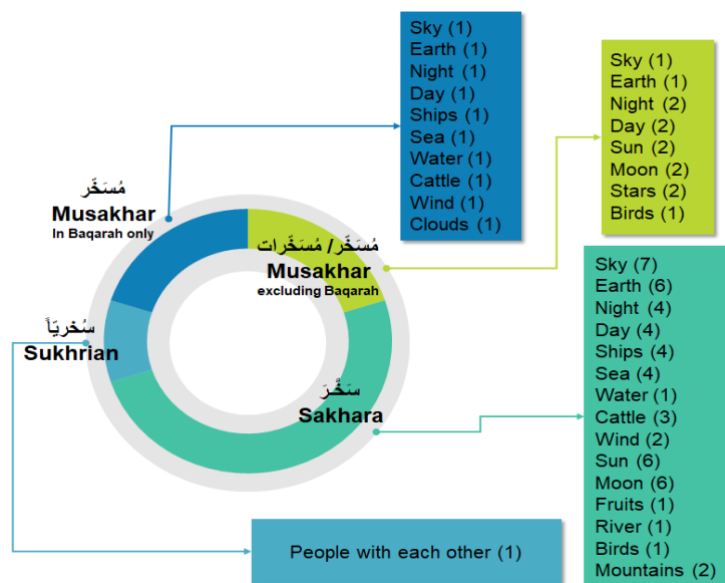 Sky (1)
Earth (1)
Night (1)
Day (1)
Ships (1)
Sea (1)
Water (1)
Cattle (1)
Wind (1)
Clouds (1)
Sky (1)
Earth (1)
Night (2)
Day (2)
Sun (2)
Moon (2)
Stars (2)
Birds (1)
مُسَخَّر
Musakhar
In Baqarah only
مُسَخَّر/ مُسَخَّرات
Musakhar
excluding Baqarah
سُخرِيّاً
Sukhrian
سَخَّرَ
Sakhara
Sky (7)
Earth (6)
Night (4)
Day (4)
Ships (4)
Sea (4)
Water (1)
Cattle (3)
Wind (2)
Sun (6)
Moon (6)
Fruits (1)
River (1)
Birds (1)
Mountains (2)
People with each other (1)